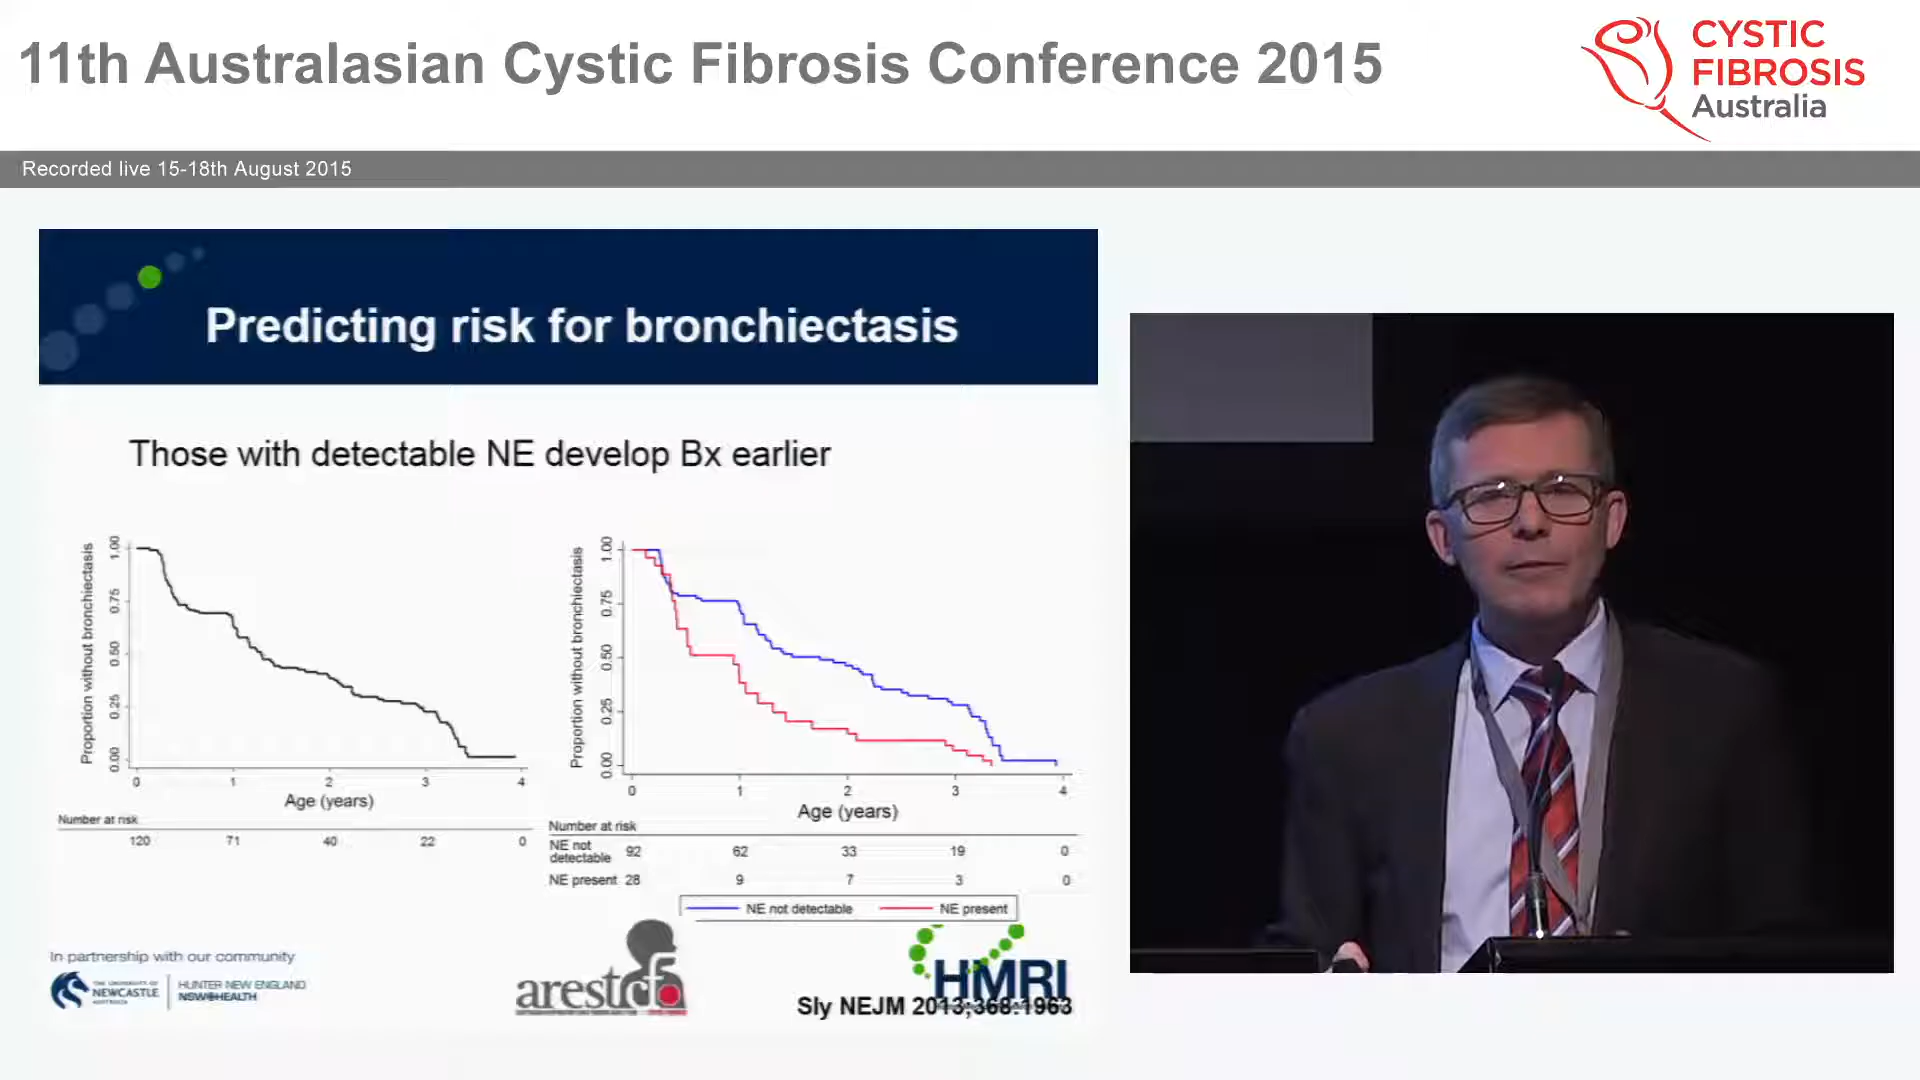 11th Australasian Cystic Fibrosis Conference 2015
CYSTIC
FIBROSIS
Australia
Recorded live 15-18th August 2015
Predicting risk for bronchiectasis
Those with detectable NE develop Bx earlier
Proportion without bronchiectasis
1.00
0.75
0.50
0.25
0.00
0 1 2 3 4
Age (years)
Number at risk
120 71 40 22 0
Proportion without bronchiectasis
1.00
0.75
0.50
0.25
0.00
0 1 2 3 4
Age (years)
Number at risk
NE not
detectable 92 62 33 19 0
NE present 28 9 7 3 0
NE not detectable NE present
In partnership with our community
THE UNIVERSITY OF
NEWCASTLE
AUSTRALIA
HUNTER NEW ENGLAND
NSW HEALTH
arestcf
HMRI
Sly NEJM 2013;368:1963